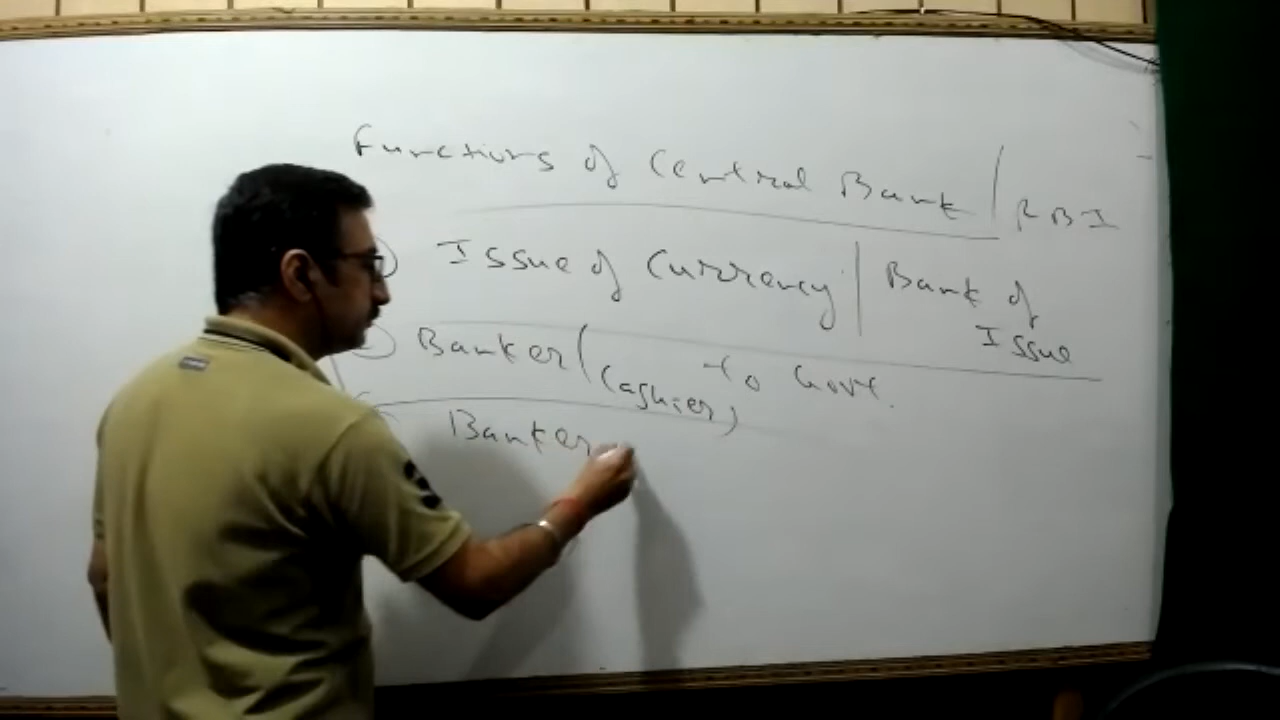 Functions of Central Bank / RBI
Issue of Currency / Bank of Issue
Banker (Cashier) to Govt.
Banker